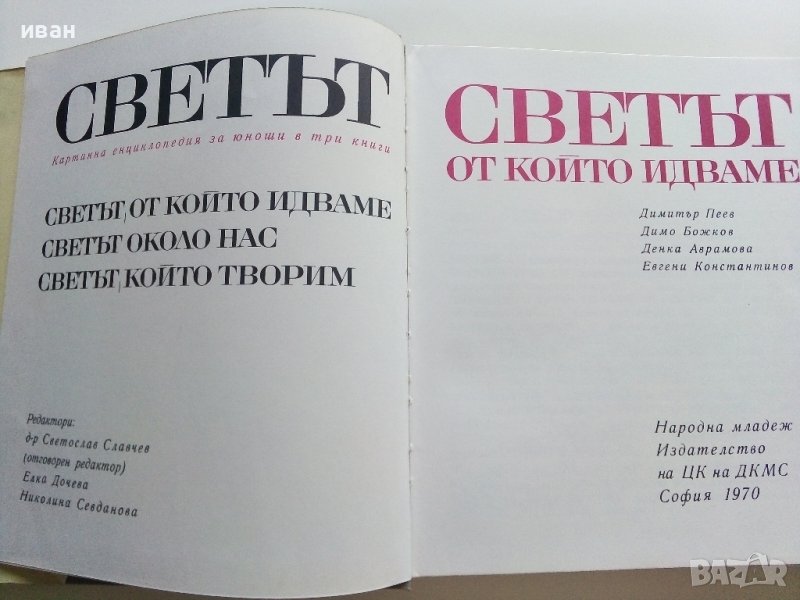 иван
СВЕТЪТ
Картинна енциклопедия за юноши в три книги
СВЕТЪТ, ОТ КОЙТО ИДВАМЕ
СВЕТЪТ ОКОЛО НАС
СВЕТЪТ, КОЙТО ТВОРИМ
Редактори:
д-р Светослав Славчев
(отговорен редактор)
Елка Дочева
Николина Севданова
СВЕТЪТ
ОТ КОЙТО ИДВАМЕ
Димитър Пеев
Димо Божков
Денка Аврамова
Евгени Константинов
Народна младеж
Издателство
на ЦК на ДКМС
София 1970
BAZAR